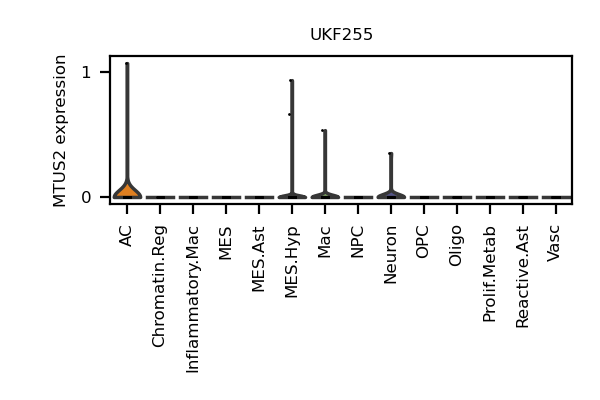 UKF255
MTUS2 expression
1
0
AC
Chromatin.Reg
Inflammatory.Mac
MES
MES.Ast
MES.Hyp
Mac
NPC
Neuron
OPC
Oligo
Prolif.Metab
Reactive.Ast
Vasc